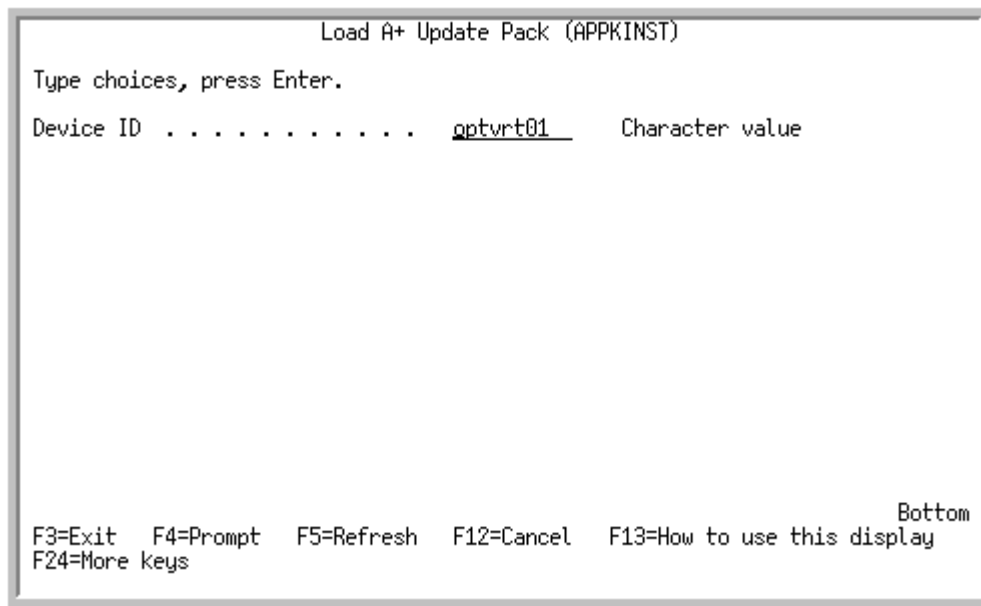 Load A+ Update Pack (APPKINST)
Type choices, press Enter.
Device ID . . . . . . . . . . . optvrt01 Character value
Bottom
F3=Exit F4=Prompt F5=Refresh F12=Cancel F13=How to use this display
F24=More keys